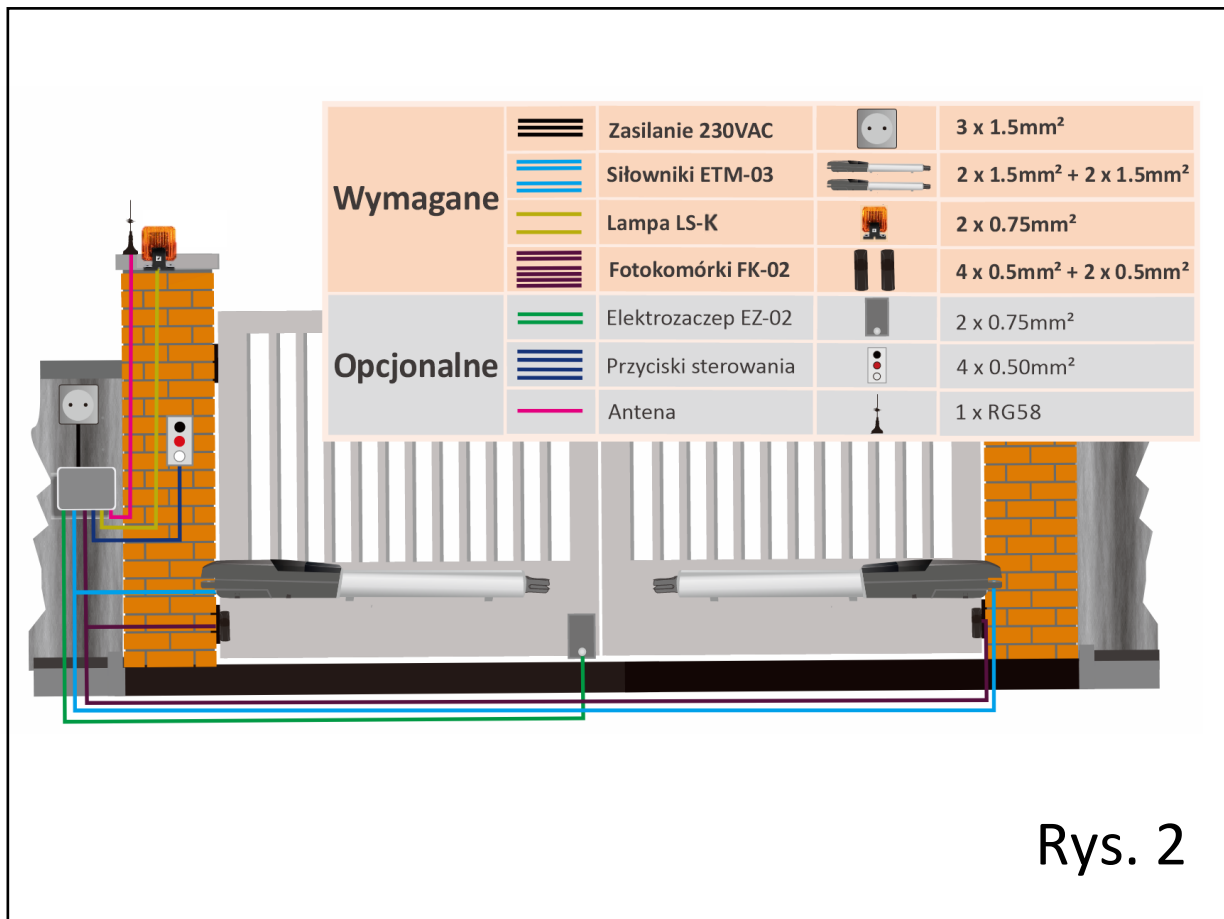 Wymagane
Zasilanie 230VAC 3 x 1.5mm²
Siłowniki ETM-03 2 x 1.5mm² + 2 x 1.5mm²
Lampa LS-K 2 x 0.75mm²
Fotokomórki FK-02 4 x 0.5mm² + 2 x 0.5mm²
Opcjonalne
Elektrozaczep EZ-02 2 x 0.75mm²
Przyciski sterowania 4 x 0.50mm²
Antena 1 x RG58
Rys. 2